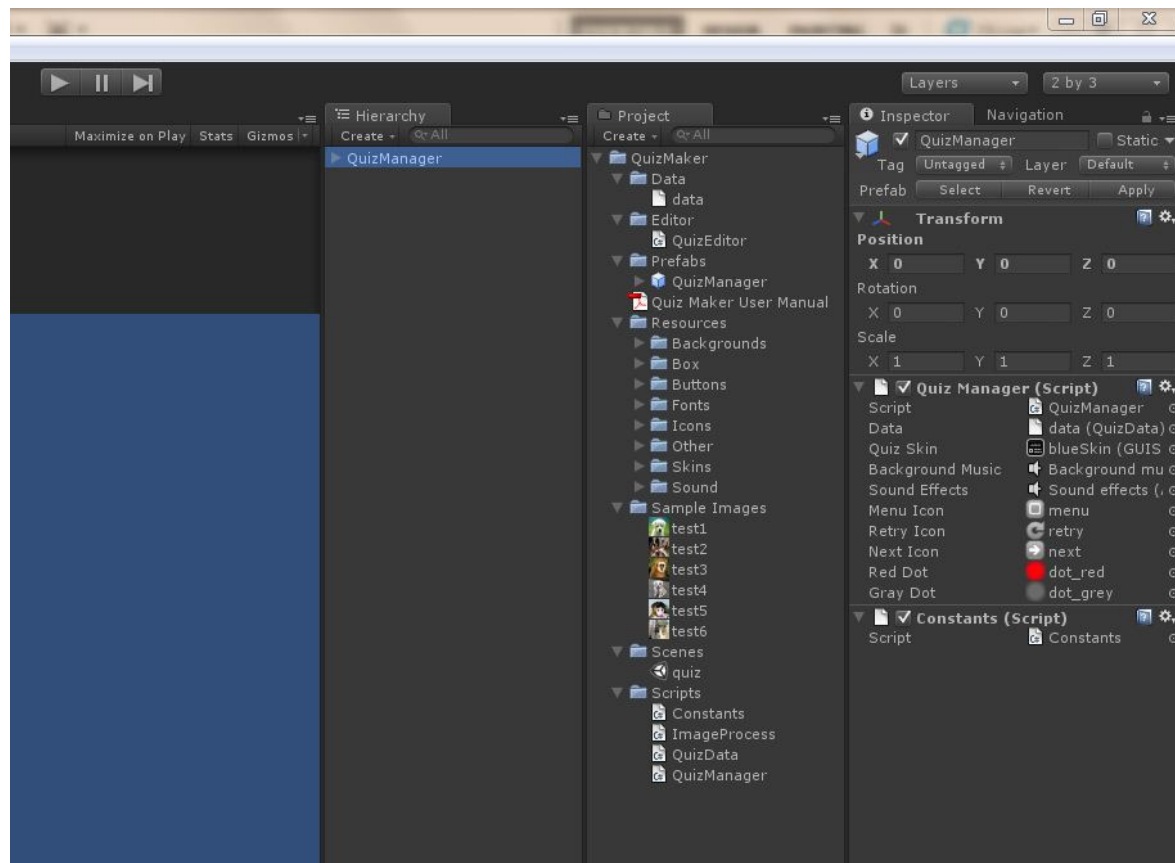 Layers
2 by 3
Maximize on Play Stats Gizmos
Hierarchy
Create All
QuizManager
Project
Create All
QuizMaker
Data
data
Editor
QuizEditor
Prefabs
QuizManager
Quiz Maker User Manual
Resources
Backgrounds
Box
Buttons
Fonts
Icons
Other
Skins
Sound
Sample Images
test1
test2
test3
test4
test5
test6
Scenes
quiz
Scripts
Constants
ImageProcess
QuizData
QuizManager
Inspector Navigation
QuizManager Static
Tag Untagged Layer Default
Prefab Select Revert Apply
Transform
Position
X 0 Y 0 Z 0
Rotation
X 0 Y 0 Z 0
Scale
X 1 Y 1 Z 1
Quiz Manager (Script)
Script QuizManager
Data data (QuizData)
Quiz Skin blueSkin (GUIS
Background Music Background mu
Sound Effects Sound effects (.
Menu Icon menu
Retry Icon retry
Next Icon next
Red Dot dot_red
Gray Dot dot_grey
Constants (Script)
Script Constants